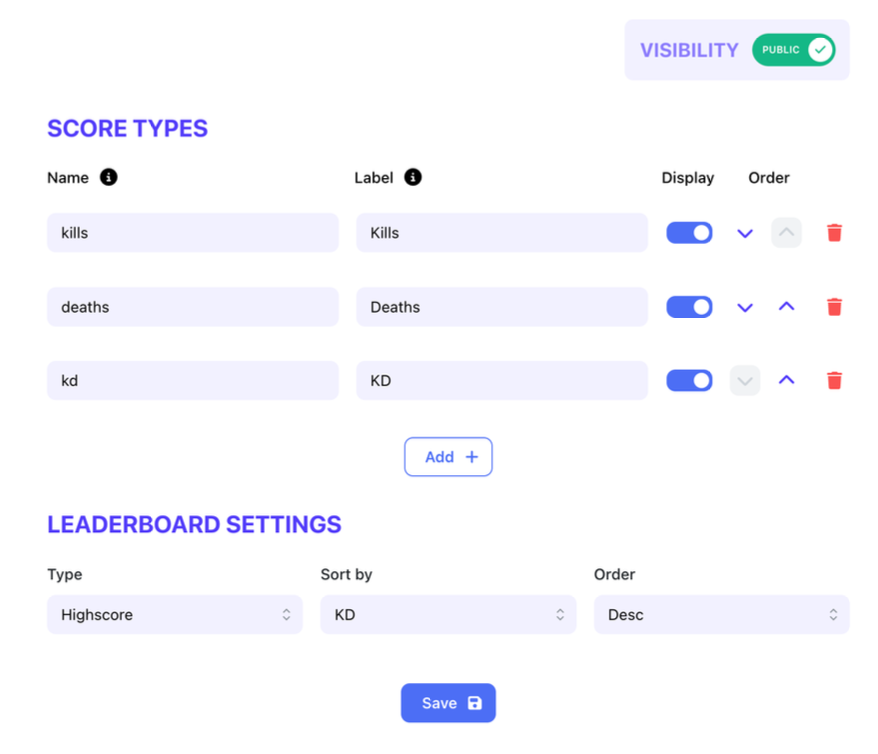 VISIBILITY PUBLIC
SCORE TYPES
Name Label Display Order
kills Kills
deaths Deaths
kd KD
Add +
LEADERBOARD SETTINGS
Type Sort by Order
Highscore KD Desc
Save